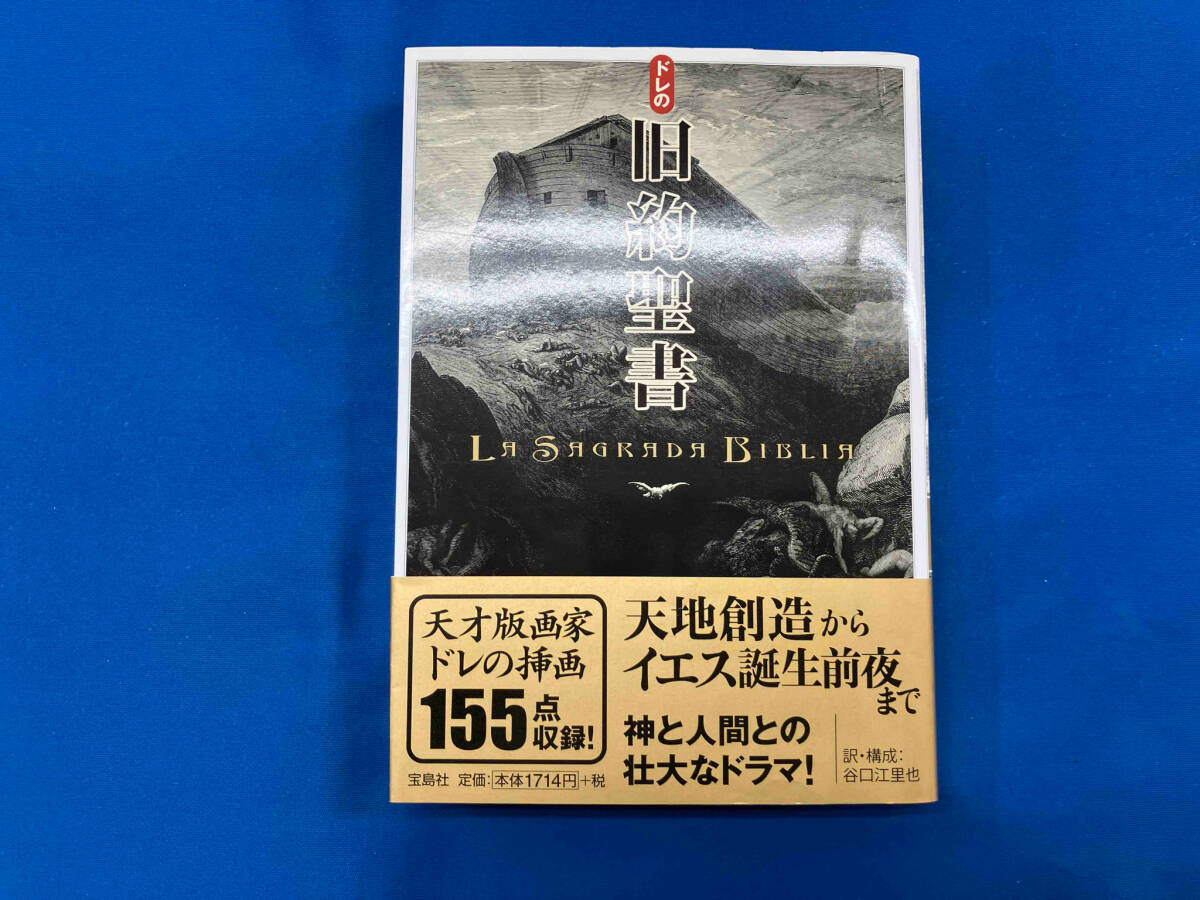 ドレの
旧約聖書
LA SAGRADA BIBLIA
天才版画家
ドレの挿画
155点
収録!
宝島社 定価:本体1714円+税
天地創造から
イエス誕生前夜
まで
神と人間との
壮大なドラマ!
訳・構成:
谷口江里也